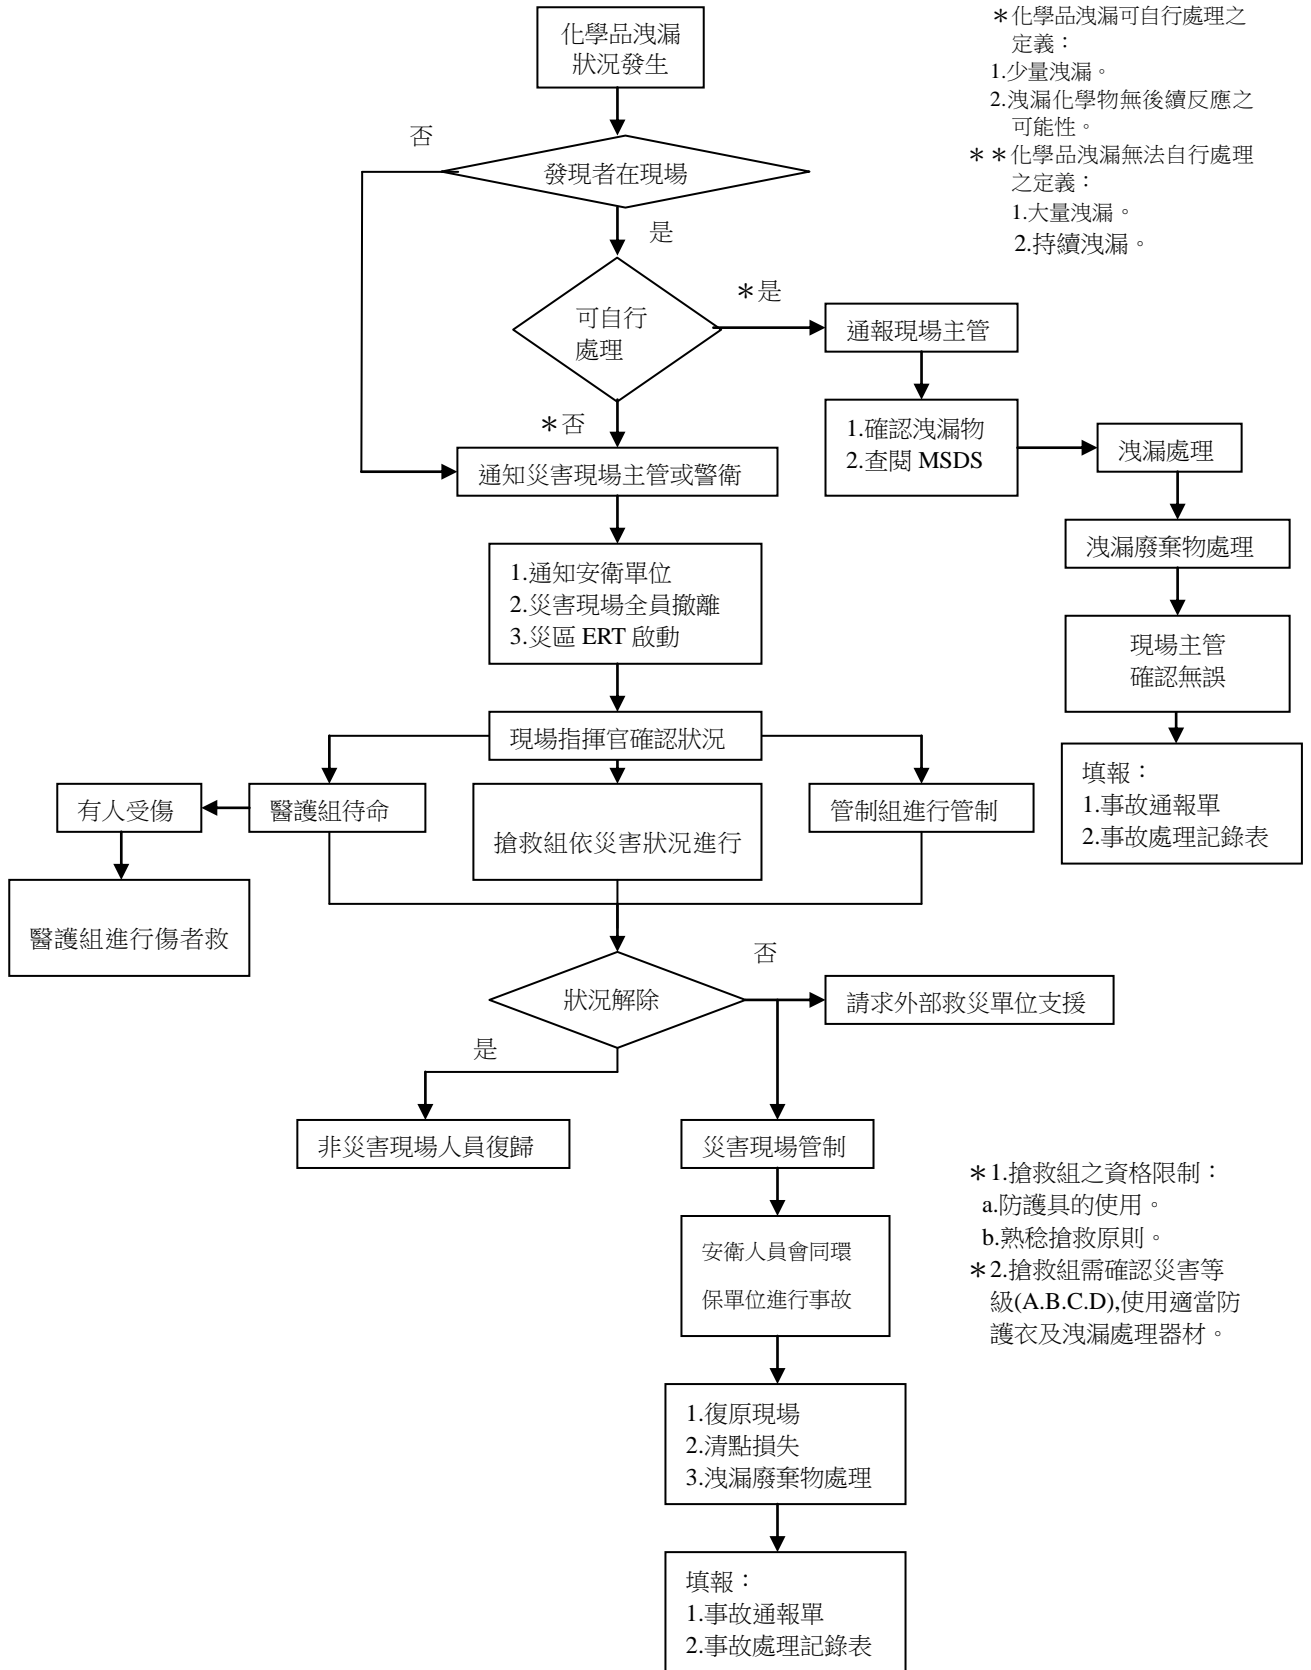 化學品洩漏
狀況發生
＊化學品洩漏可自行處理之
定義：
1.少量洩漏。
2.洩漏化學物無後續反應之
可能性。
＊＊化學品洩漏無法自行處理
之定義：
1.大量洩漏。
2.持續洩漏。
否
發現者在現場
是
可自行
處理
＊是
通報現場主管
＊否
1.確認洩漏物
2.查閱 MSDS
洩漏處理
通知災害現場主管或警衛
洩漏廢棄物處理
1.通知安衛單位
2.災害現場全員撤離
3.災區 ERT 啟動
現場主管
確認無誤
現場指揮官確認狀況
填報：
1.事故通報單
2.事故處理記錄表
有人受傷
醫護組待命
搶救組依災害狀況進行
管制組進行管制
醫護組進行傷者救
否
狀況解除
請求外部救災單位支援
是
非災害現場人員復歸
災害現場管制
＊1.搶救組之資格限制：
a.防護具的使用。
b.熟稔搶救原則。
＊2.搶救組需確認災害等
級(A.B.C.D),使用適當防
護衣及洩漏處理器材。
安衛人員會同環
保單位進行事故
1.復原現場
2.清點損失
3.洩漏廢棄物處理
填報：
1.事故通報單
2.事故處理記錄表